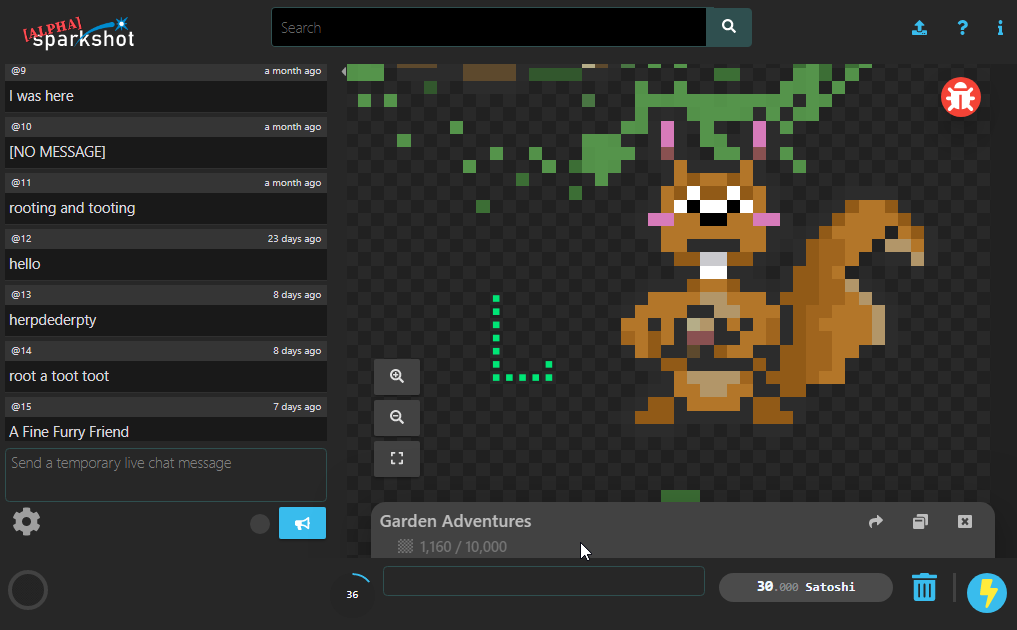 [ALPHA]
sparkshot
Search
@9 a month ago
I was here
@10 a month ago
[NO MESSAGE]
@11 a month ago
rooting and tooting
@12 23 days ago
hello
@13 8 days ago
herpdederpty
@14 8 days ago
root a toot toot
@15 7 days ago
A Fine Furry Friend
Send a temporary live chat message
Garden Adventures
1,160 / 10,000
36
30.000 Satoshi